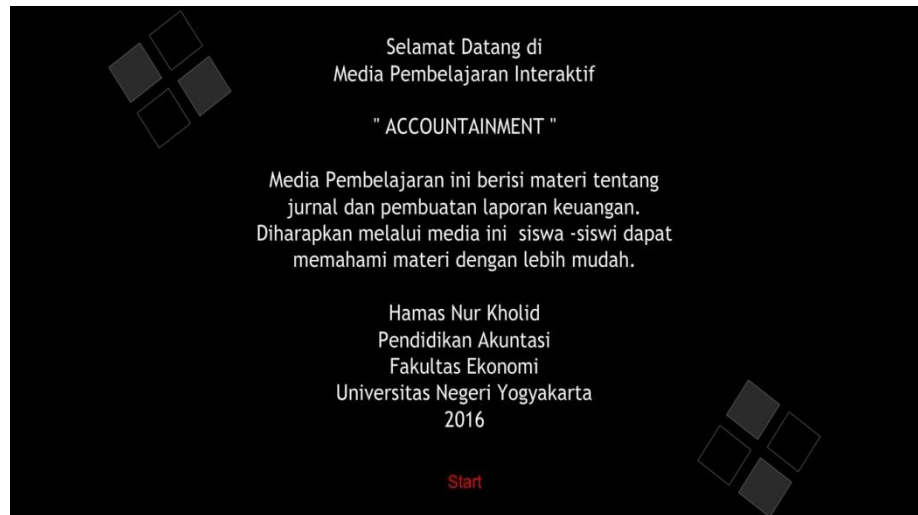 Selamat Datang di
Media Pembelajaran Interaktif
" ACCOUNTAINMENT "
Media Pembelajaran ini berisi materi tentang
jurnal dan pembuatan laporan keuangan.
Diharapkan melalui media ini siswa -siswi dapat
memahami materi dengan lebih mudah.
Hamas Nur Kholid
Pendidikan Akuntasi
Fakultas Ekonomi
Universitas Negeri Yogyakarta
2016
Start